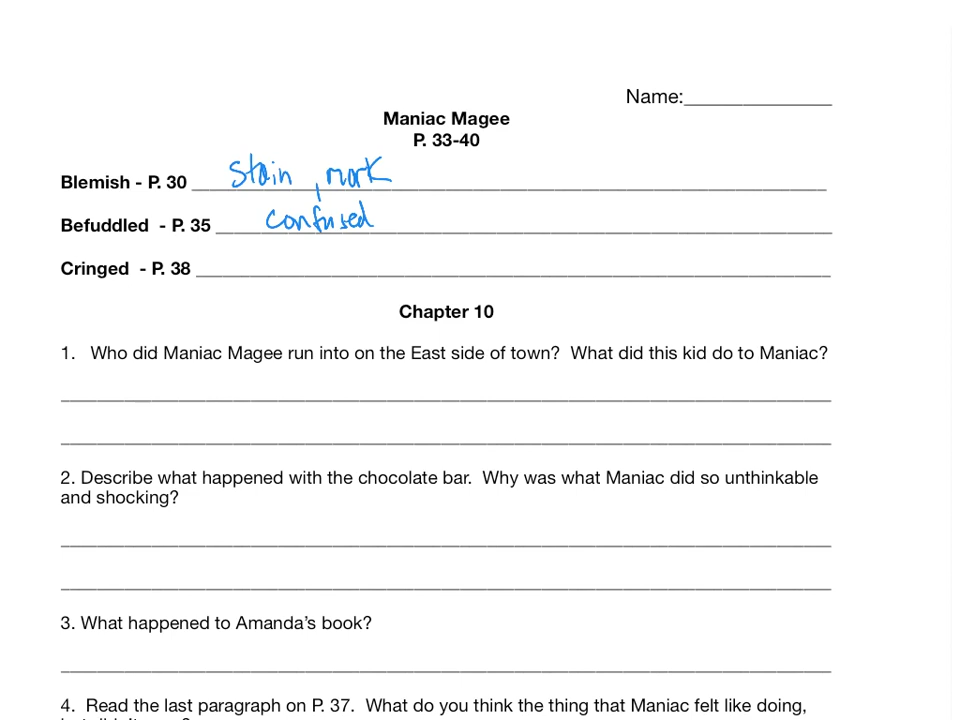 Name:_______________
Maniac Magee
P. 33-40
Blemish - P. 30 stain, mark
Befuddled - P. 35 confused
Cringed - P. 38
Chapter 10
1. Who did Maniac Magee run into on the East side of town? What did this kid do to Maniac?
2. Describe what happened with the chocolate bar. Why was what Maniac did so unthinkable
and shocking?
3. What happened to Amanda's book?
4. Read the last paragraph on P. 37. What do you think the thing that Maniac felt like doing,